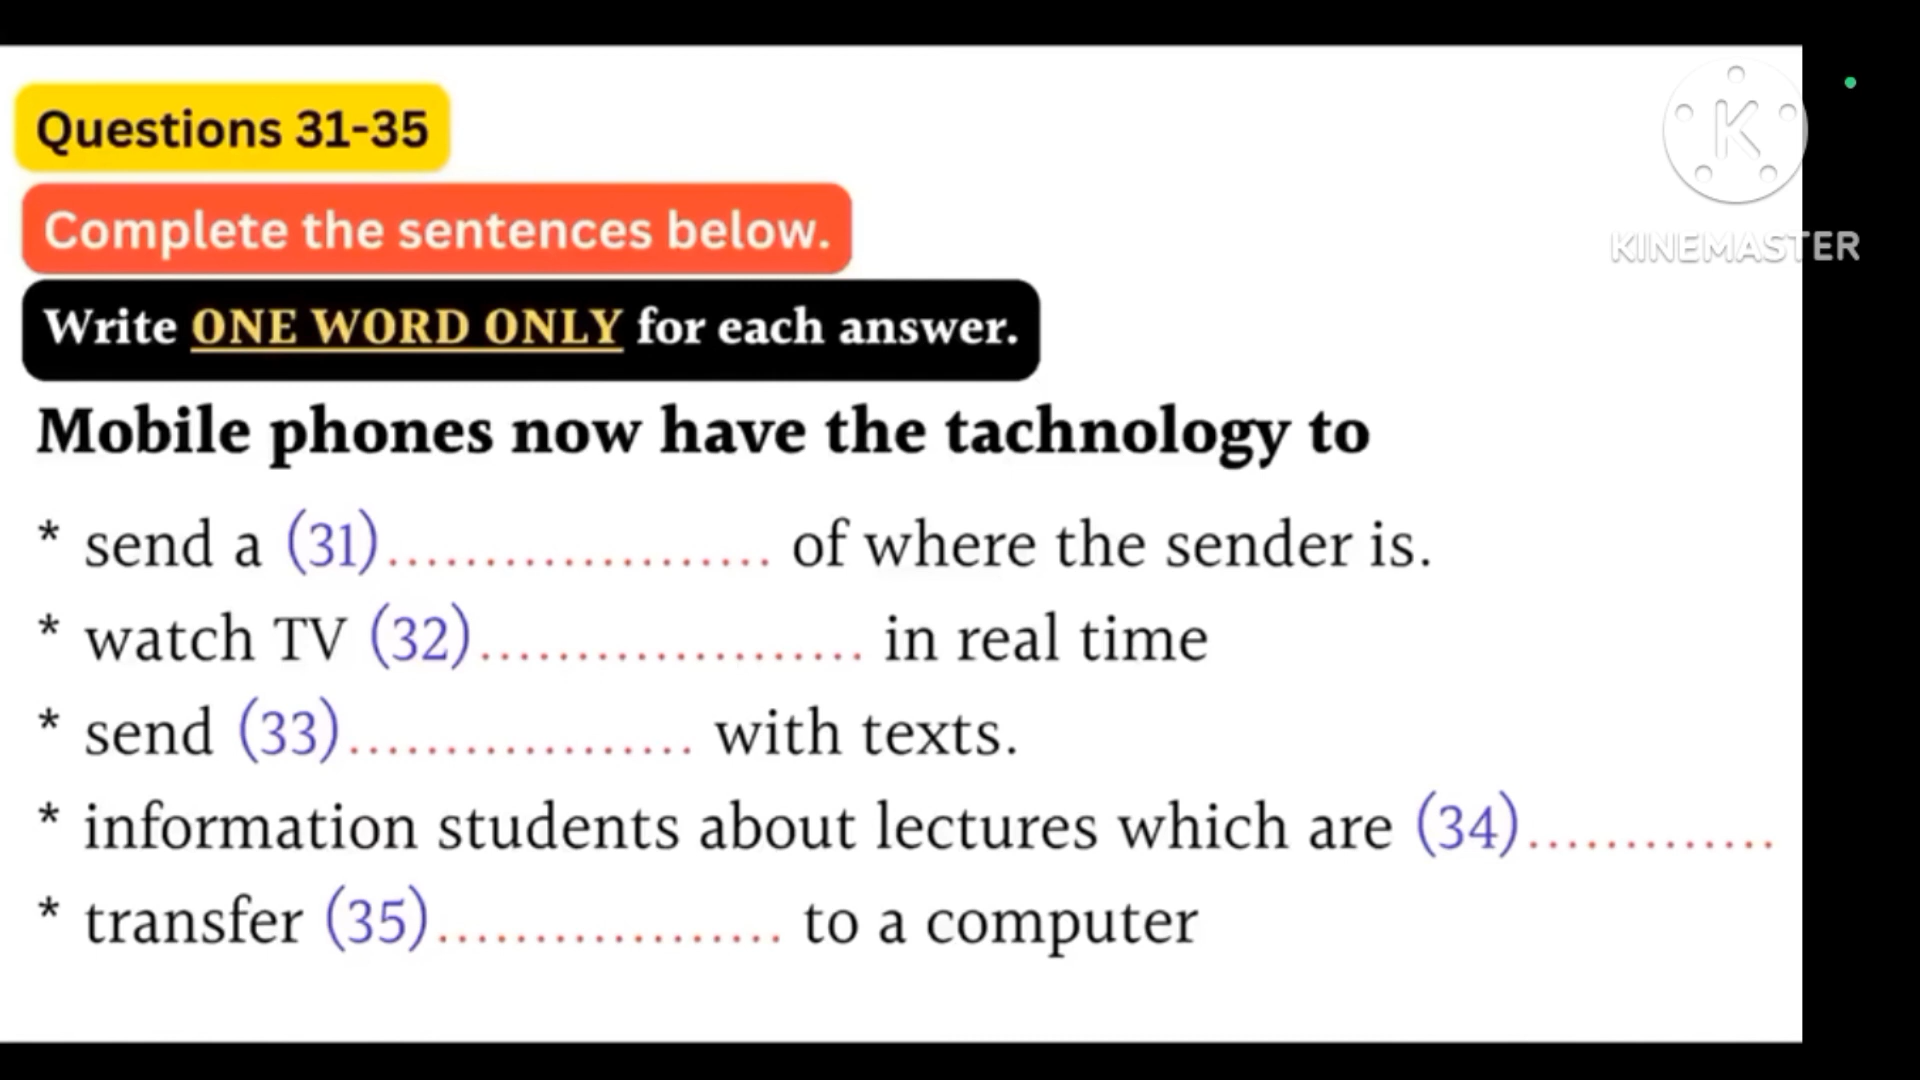 Questions 31-35
Complete the sentences below.
Write ONE WORD ONLY for each answer.
Mobile phones now have the tachnology to
* send a (31).................... of where the sender is.
* watch TV (32).................... in real time
* send (33).................. with texts.
* information students about lectures which are (34).............
* transfer (35).................. to a computer
K
KINEMASTER